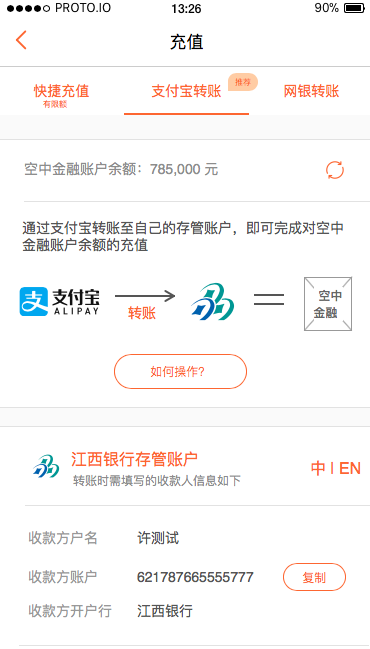 PROTO.IO 13:26 90%
充值
快捷充值 支付宝转账 推荐 网银转账
有限额
空中金融账户余额：785,000 元
通过支付宝转账至自己的存管账户，即可完成对空中
金融账户余额的充值
支 支付宝
ALIPAY
转账
空中
金融
如何操作?
江西银行存管账户
转账时需填写的收款人信息如下
中 | EN
收款方户名 许测试
收款方账户 621787665555777 复制
收款方开户行 江西银行